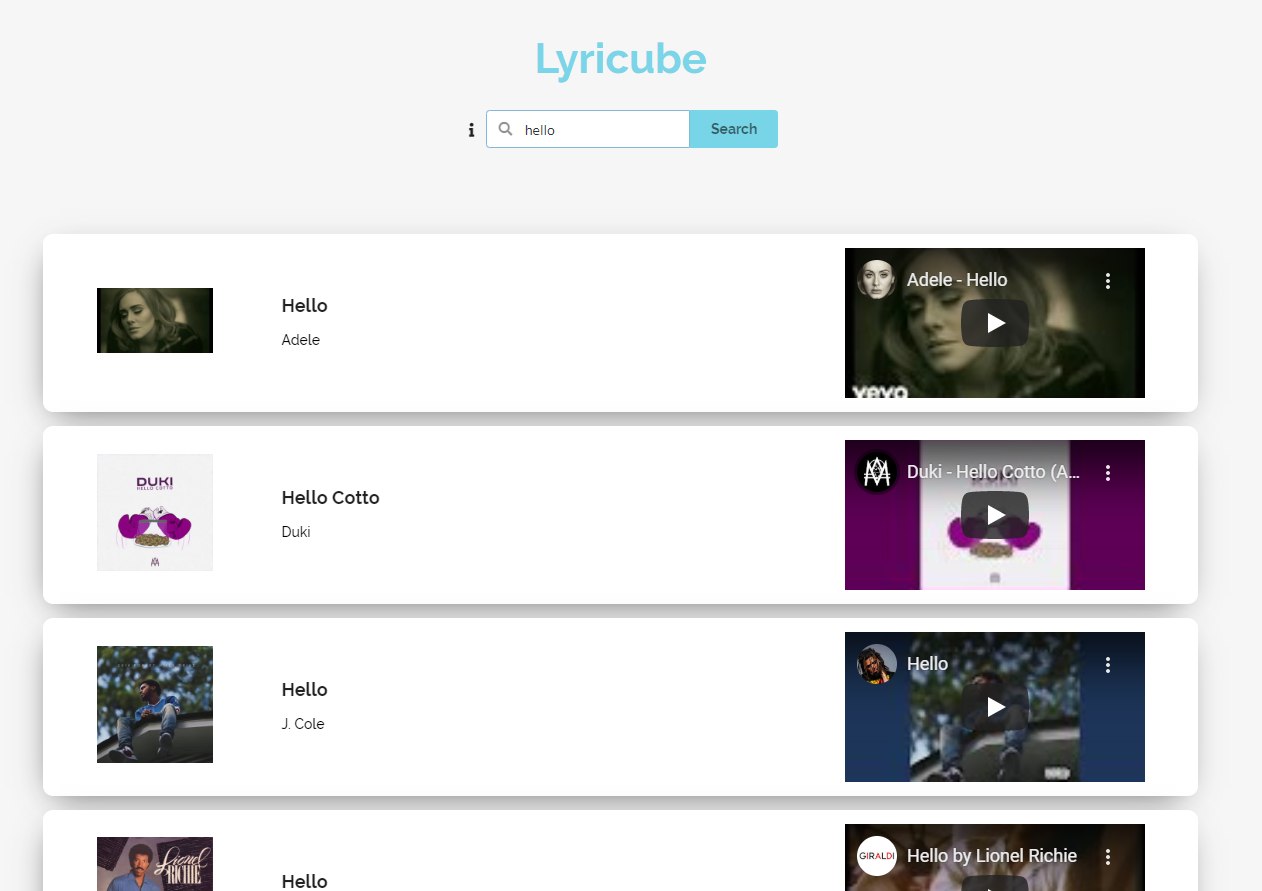 Lyricube
hello
Search
Hello
Adele
Adele - Hello
vevo
DUKI
HELLO COTTO
Hello Cotto
Duki
Duki - Hello Cotto (A...
Hello
J. Cole
Hello
Lionel
RICHIE
Hello
GIRALDI
Hello by Lionel Richie